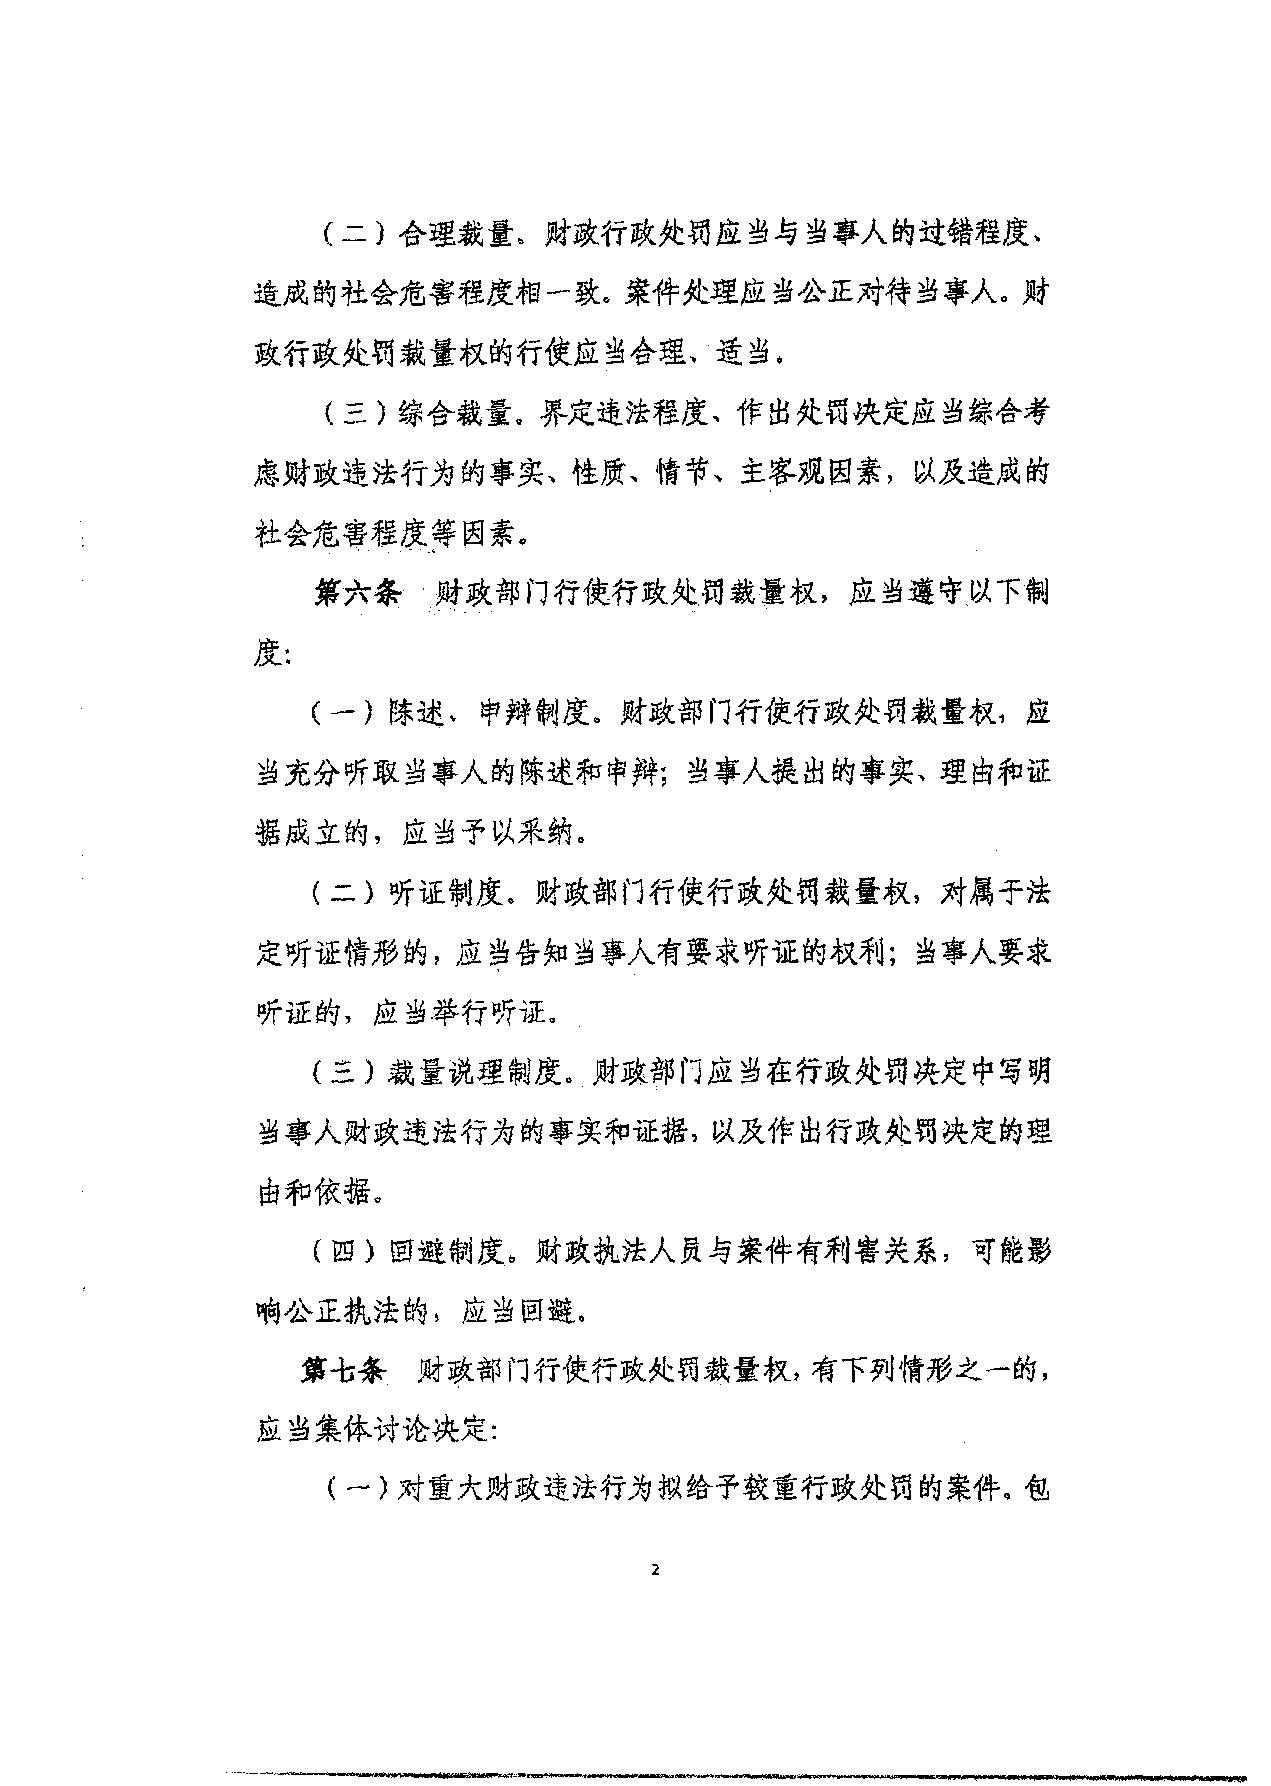 （二）合理裁量。财政行政处罚应当与当事人的过错程度、
造成的社会危害程度相一致。案件处理应当公正对待当事人。财
政行政处罚裁量权的行使应当合理、适当。
（三）综合裁量。界定违法程度、作出处罚决定应当综合考
虑财政违法行为的事实、性质、情节、主客观因素，以及造成的
社会危害程度等因素。
第六条 财政部门行使行政处罚裁量权，应当遵守以下制
度：
（一）陈述、申辩制度。财政部门行使行政处罚裁量权，应
当充分听取当事人的陈述和申辩；当事人提出的事实、理由和证
据成立的，应当予以采纳。
（二）听证制度。财政部门行使行政处罚裁量权，对属于法
定听证情形的，应当告知当事人有要求听证的权利；当事人要求
听证的，应当举行听证。
（三）裁量说理制度。财政部门应当在行政处罚决定中写明
当事人财政违法行为的事实和证据，以及作出行政处罚决定的理
由和依据。
（四）回避制度。财政执法人员与案件有利害关系，可能影
响公正执法的，应当回避。
第七条 财政部门行使行政处罚裁量权，有下列情形之一的，
应当集体讨论决定：
（一）对重大财政违法行为拟给予较重行政处罚的案件。包
2